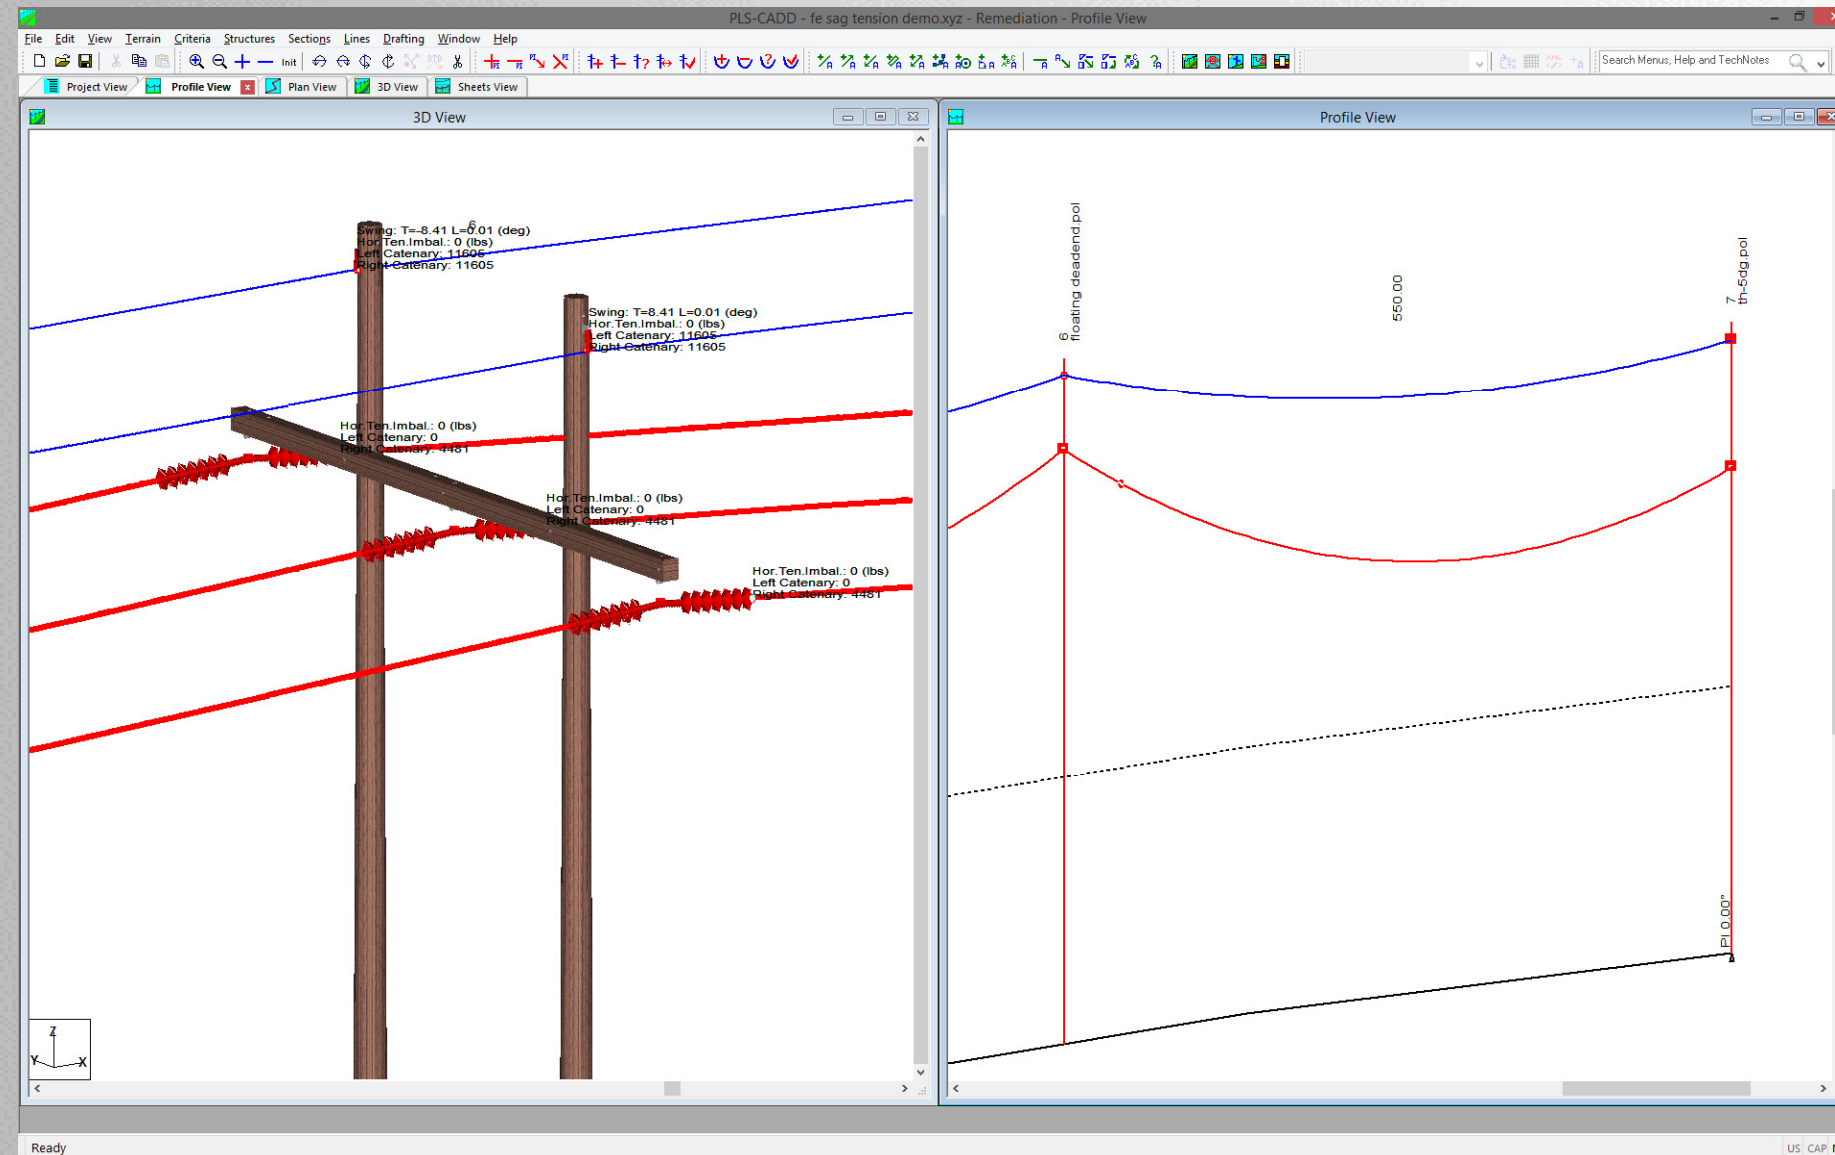 PLS-CADD - fe sag tension demo.xyz - Remediation - Profile View
File Edit View Terrain Criteria Structures Sections Lines Drafting Window Help
Init
Search Menus, Help and TechNotes
Project View Profile View Plan View 3D View Sheets View
3D View
6
Swing: T=-8.41 L=0.01 (deg)
Hor.Ten.Imbal.: 0 (lbs)
Left Catenary: 11605
Right Catenary: 11605
Swing: T=8.41 L=0.01 (deg)
Hor.Ten.Imbal.: 0 (lbs)
Left Catenary: 11605
Right Catenary: 11605
Hor.Ten.Imbal.: 0 (lbs)
Left Catenary: 0
Right Catenary: 4481
Hor.Ten.Imbal.: 0 (lbs)
Left Catenary: 0
Right Catenary: 4481
Hor.Ten.Imbal.: 0 (lbs)
Left Catenary: 0
Right Catenary: 4481
Z
Y
X
Profile View
6
floating deadend.pol
550.00
7
th-5dg.pol
PI 0.00°
Ready
US CAP